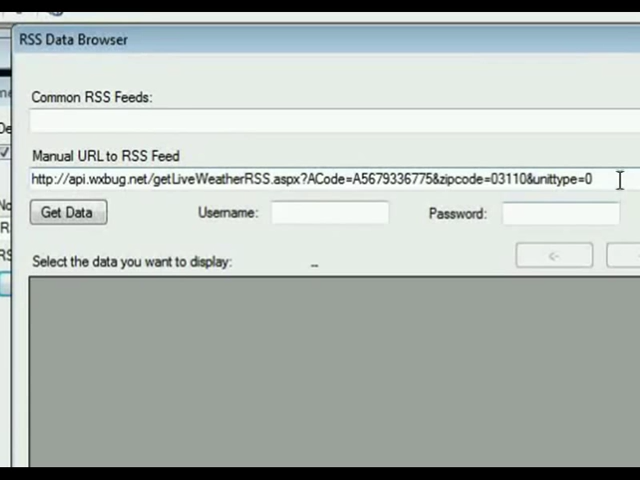 RSS Data Browser
Common RSS Feeds:
Manual URL to RSS Feed
http://api.wxbug.net/getLiveWeatherRSS.aspx?ACode=A5679336775&zipcode=03110&unittype=0
Get Data
Username:
Password:
Select the data you want to display:
--
<-